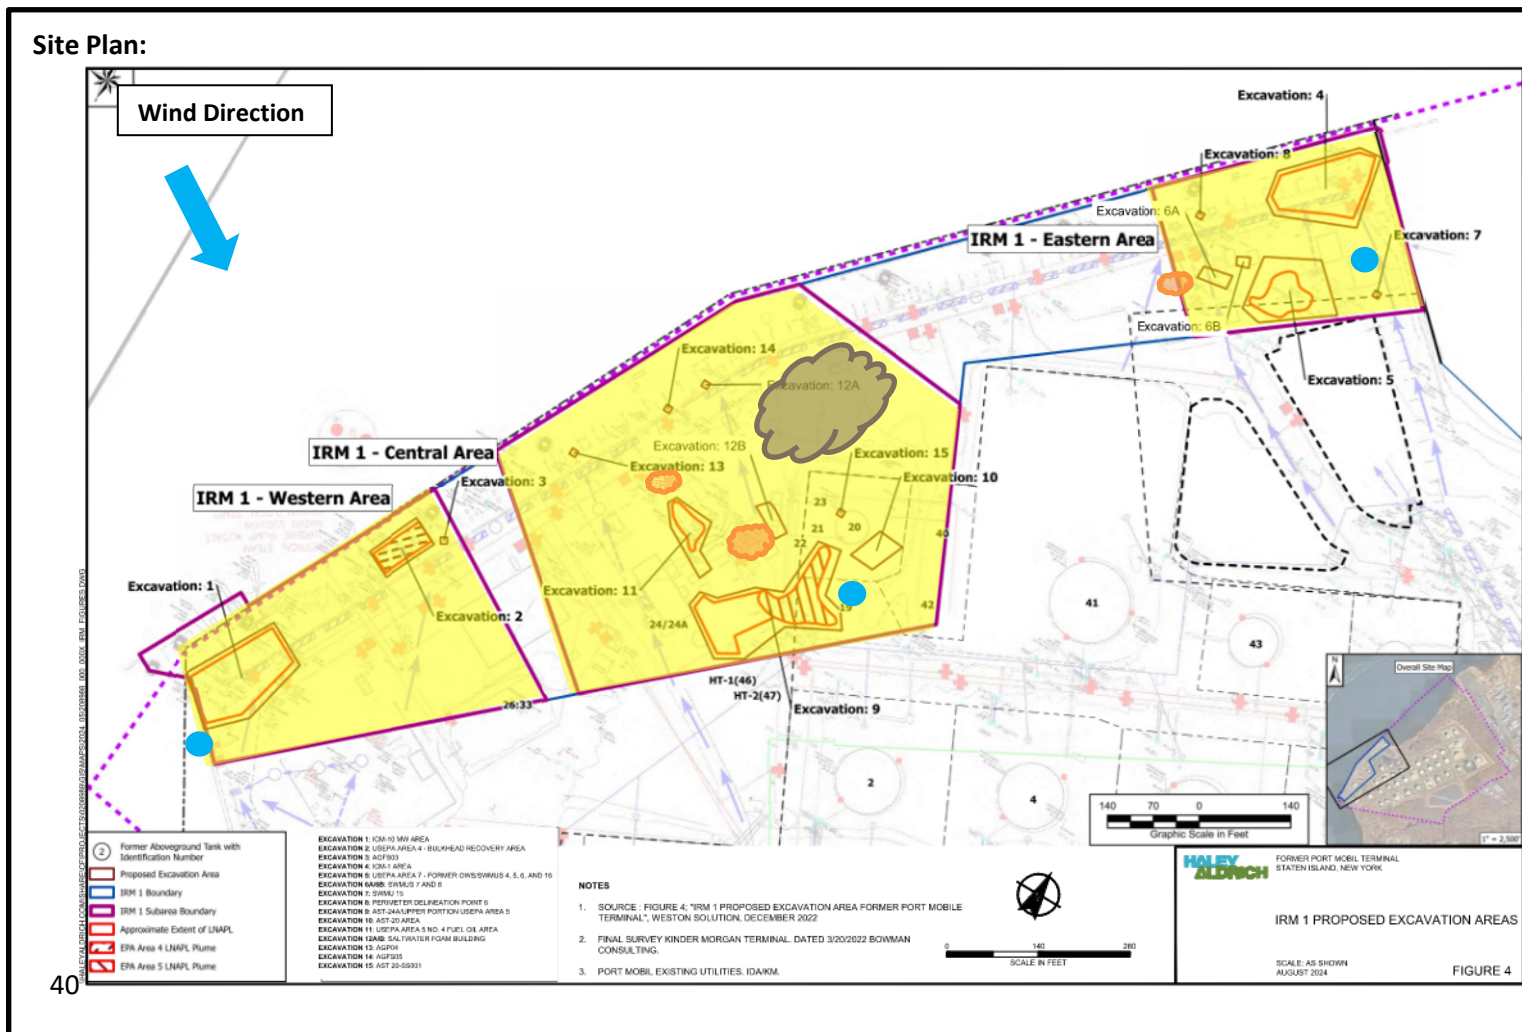 Site Plan:
Wind Direction
Excavation: 4
Excavation: 8
Excavation: 6A
IRM 1 - Eastern Area
Excavation: 7
Excavation: 6B
Excavation: 5
Excavation: 14
Excavation: 12A
IRM 1 - Central Area
Excavation: 12B
Excavation: 15
Excavation: 13
Excavation: 10
Excavation: 3
IRM 1 - Western Area
23
21
20
22
40
Excavation: 1
Excavation: 11
Excavation: 2
19
42
24/24A
41
43
HT-1(46)
HT-2(47)
26:33
Excavation: 9
2
4
N
Overall Site Map
1" = 2,500'
140 70 0 140
Graphic Scale in Feet
2 Former Aboveground Tank with
Identification Number
Proposed Excavation Area
IRM 1 Boundary
IRM 1 Subarea Boundary
Approximate Extent of LNAPL
EPA Area 4 LNAPL Plume
EPA Area 5 LNAPL Plume
EXCAVATION 1: ICM-10 MW AREA
EXCAVATION 2: USEPA AREA 4 - BULKHEAD RECOVERY AREA
EXCAVATION 3: AGFS03
EXCAVATION 4: ICM-1 AREA
EXCAVATION 5: USEPA AREA 7 - FORMER OWS/SWMUS 4, 5, 6, AND 16
EXCAVATION 6A/6B: SWMUS 7 AND 8
EXCAVATION 7: SWMU 15
EXCAVATION 8: PERIMETER DELINEATION POINT 6
EXCAVATION 9: AST-24A/UPPER PORTION USEPA AREA 5
EXCAVATION 10: AST-20 AREA
EXCAVATION 11: USEPA AREA 5 NO. 4 FUEL OIL AREA
EXCAVATION 12A/B: SALTWATER FOAM BUILDING
EXCAVATION 13: AGP04
EXCAVATION 14: AGFS05
EXCAVATION 15: AST 20-SS001
NOTES
1. SOURCE : FIGURE 4; "IRM 1 PROPOSED EXCAVATION AREA FORMER PORT MOBILE
TERMINAL", WESTON SOLUTION, DECEMBER 2022
2. FINAL SURVEY KINDER MORGAN TERMINAL. DATED 3/20/2022 BOWMAN
CONSULTING.
3. PORT MOBIL EXISTING UTILITIES. IDA/KM.
0 140 280
SCALE IN FEET
HALEY ALDRICH
FORMER PORT MOBIL TERMINAL
STATEN ISLAND, NEW YORK
IRM 1 PROPOSED EXCAVATION AREAS
SCALE: AS SHOWN
AUGUST 2024
FIGURE 4
40